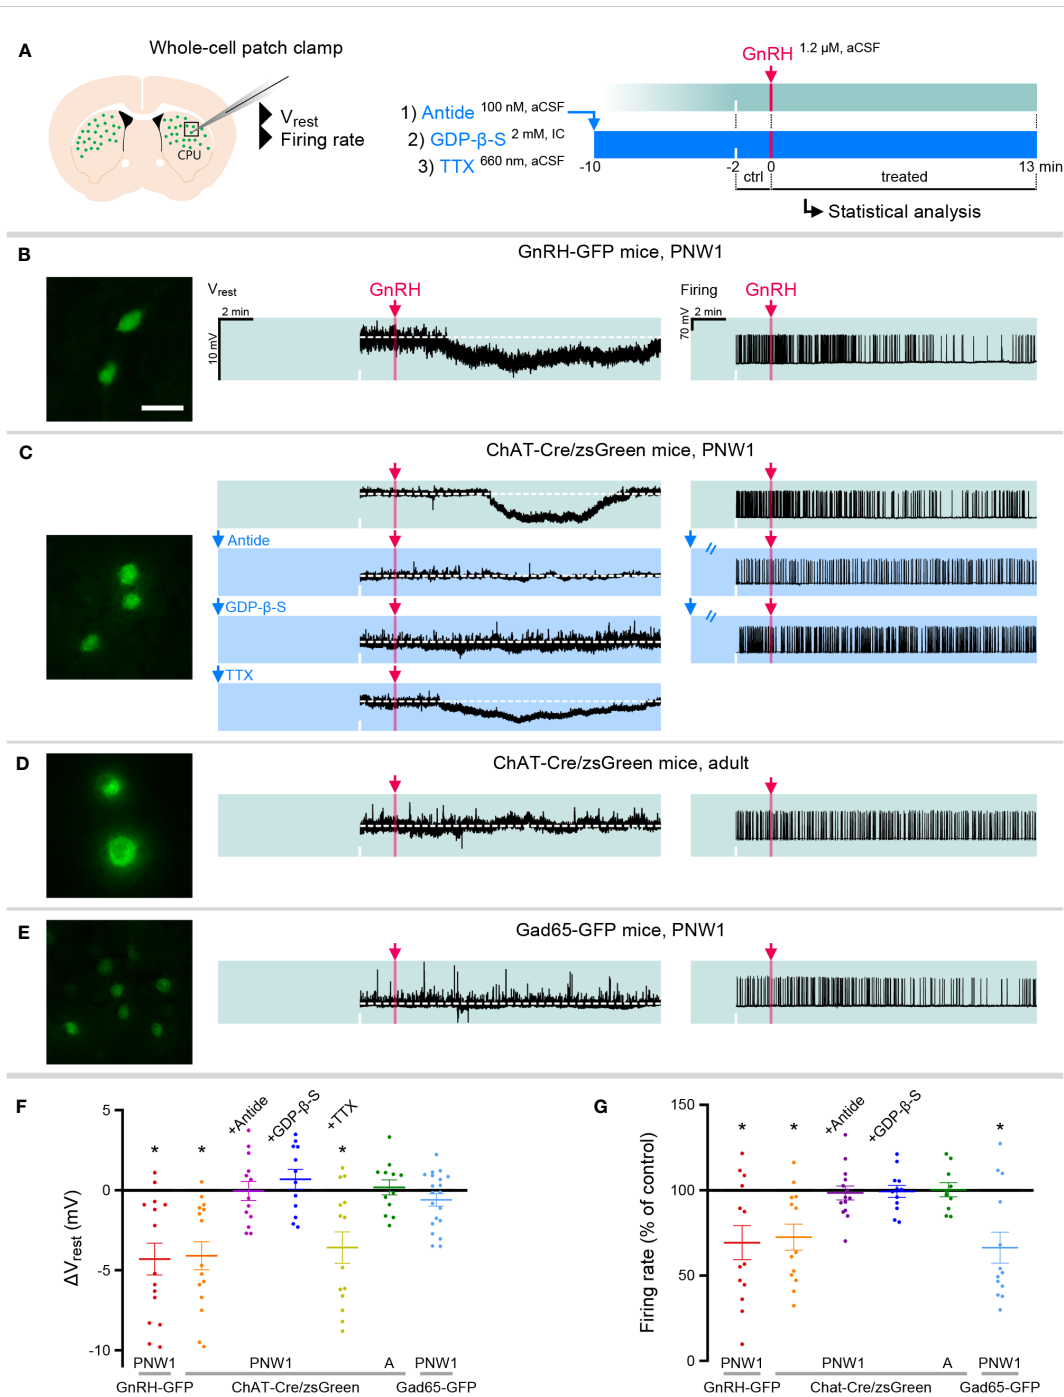 A
Whole-cell patch clamp
Vrest
Firing rate
CPU
GnRH 1.2 µM, aCSF
1) Antide 100 nM, aCSF
2) GDP-β-S 2 mM, IC
3) TTX 660 nm, aCSF
-10 -2 0 13 min
ctrl treated
Statistical analysis
B
GnRH-GFP mice, PNW1
Vrest GnRH Firing GnRH
2 min 2 min
10 mV 70 mV
C
ChAT-Cre/zsGreen mice, PNW1
Antide
GDP-β-S
TTX
D
ChAT-Cre/zsGreen mice, adult
E
Gad65-GFP mice, PNW1
F
ΔVrest (mV)
5
0
-5
-10
+Antide
+GDP-β-S
+TTX
* * *
PNW1 PNW1 A PNW1
GnRH-GFP ChAT-Cre/zsGreen Gad65-GFP
G
Firing rate (% of control)
150
100
50
0
+Antide
+GDP-β-S
* * *
PNW1 PNW1 A PNW1
GnRH-GFP Chat-Cre/zsGreen Gad65-GFP